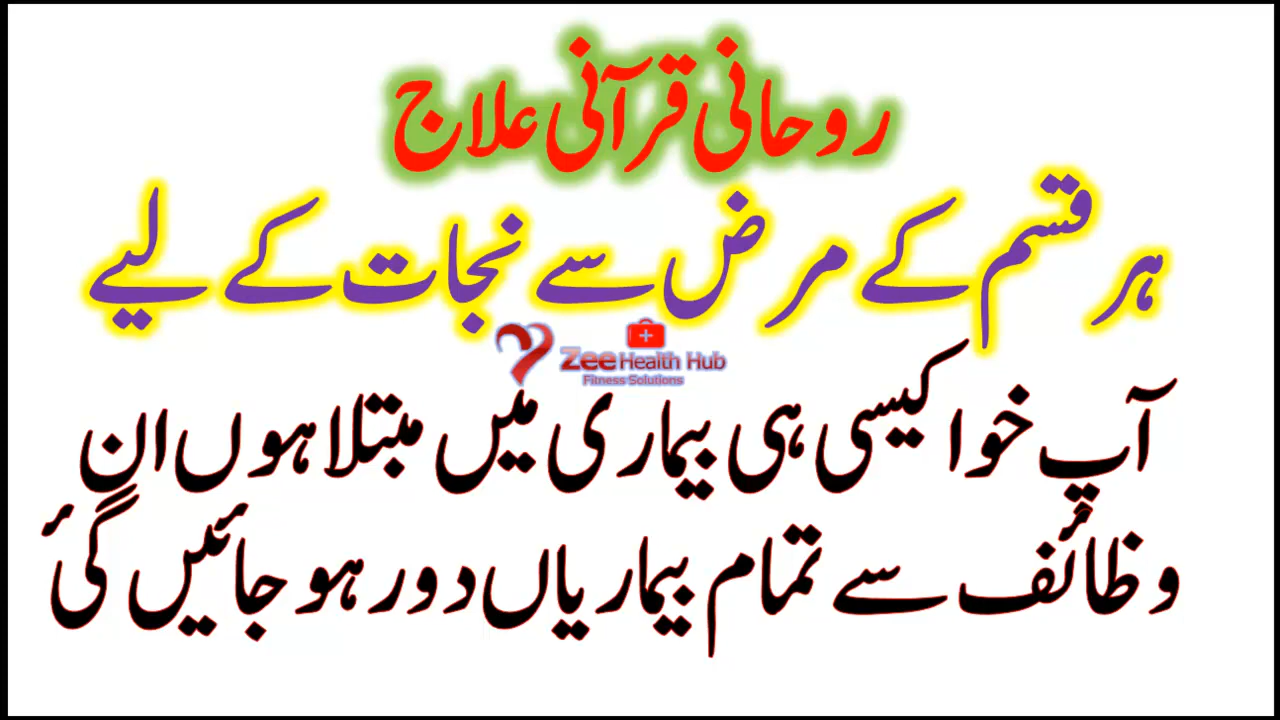 روحانی قرآنی علاج
ہر قسم کے مرض سے نجات کے لیے
Zee Health Hub
Fitness Solutions
آپ خوا کیسی ہی بیماری میں مبتلا ہوں ان
وظائف سے تمام بیماریاں دور ہو جائیں گیٔ